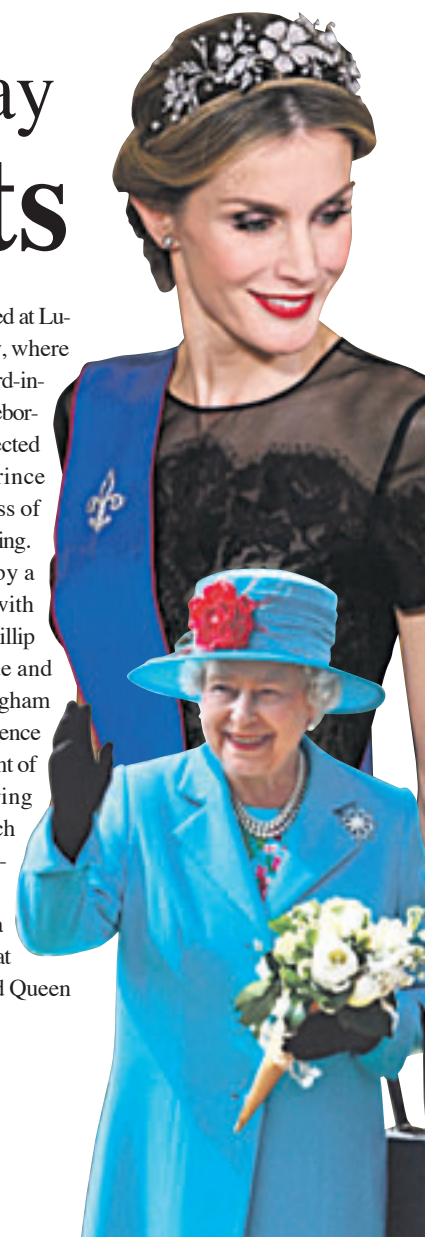 ay
ts
ed at Lu-
, where
rd-in-
ebor-
ected
rince
ss of
ing.
by a
with
illip
e and
gham
ence
nt of
ing
ch
-
a
at
d Queen